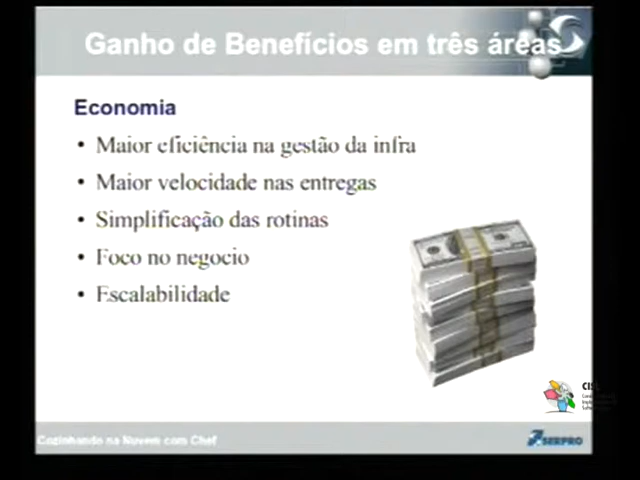 Ganho de Benefícios em três áreas
Economia
• Maior eficiência na gestão da infra
• Maior velocidade nas entregas
• Simplificação das rotinas
• Foco no negocio
• Escalabilidade
Cozinhando na Nuvem com Chef
SERPRO